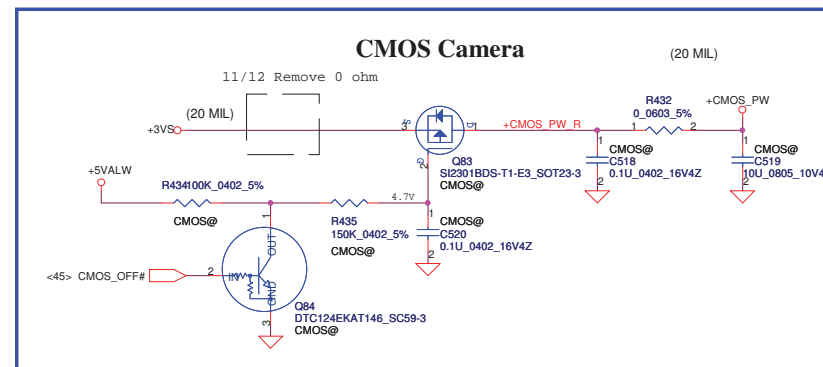 CMOS Camera
(20 MIL)
11/12 Remove 0 ohm
(20 MIL)
+3VS
3
S
D
1
+CMOS_PW_R
1
R432
0_0603_5%
2
+CMOS_PW
G
2
Q83
SI2301BDS-T1-E3_SOT23-3
CMOS@
1
CMOS@
C518
0.1U_0402_16V4Z
2
1
CMOS@
C519
10U_0805_10V4
2
+5VALW
R434100K_0402_5%
CMOS@
R435
150K_0402_5%
CMOS@
4.7V
1
CMOS@
C520
0.1U_0402_16V4Z
2
1
OUT
<45> CMOS_OFF#
2
IN
GND
3
Q84
DTC124EKAT146_SC59-3
CMOS@